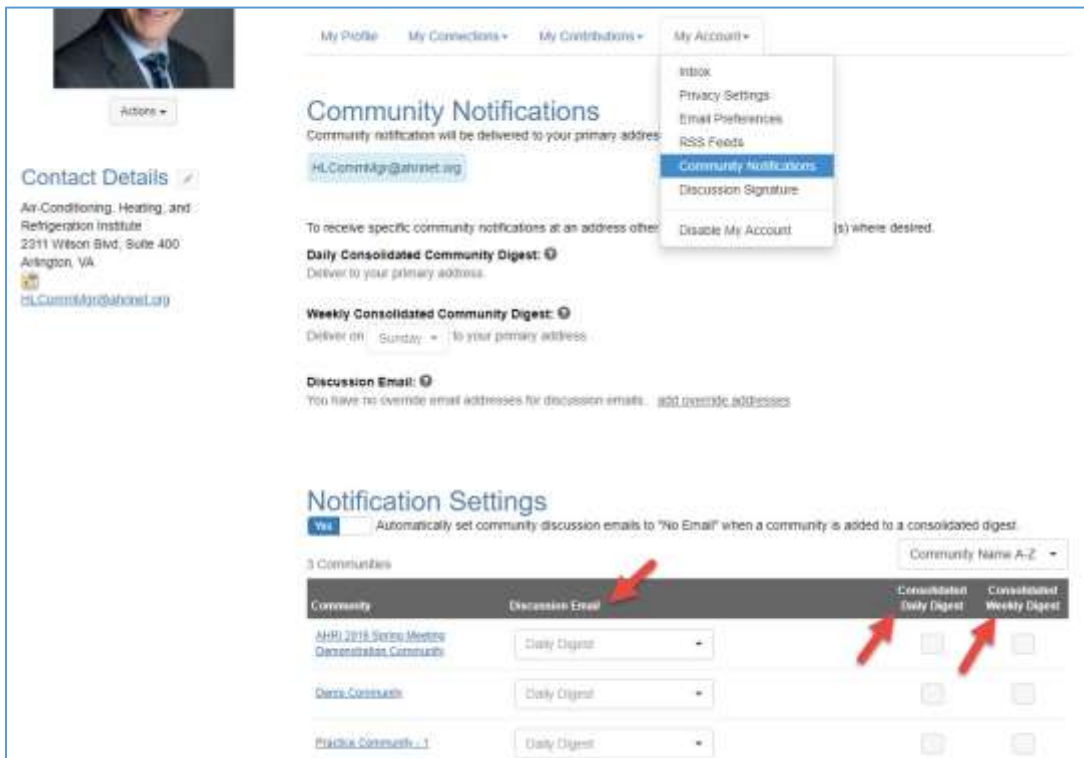 My Profile My Connections My Contributions My Account
Inbox
Privacy Settings
Email Preferences
RSS Feeds
Community Notifications
Discussion Signature
Disable My Account
Actions
Contact Details
Air-Conditioning, Heating, and
Refrigeration Institute
2311 Wilson Blvd, Suite 400
Arlington, VA
HLCommMgr@ahrinet.org
Community Notifications
Community notification will be delivered to your primary addres
HLCommMgr@ahrinet.org
To receive specific community notifications at an address other (s) where desired.
Daily Consolidated Community Digest:
Deliver to your primary address.
Weekly Consolidated Community Digest:
Deliver on Sunday to your primary address
Discussion Email:
You have no override email addresses for discussion emails. add override addresses
Notification Settings
Yes Automatically set community discussion emails to "No Email" when a community is added to a consolidated digest.
3 Communities Community Name A-Z
Community Discussion Email Consolidated Daily Digest Consolidated Weekly Digest
AHRI 2016 Spring Meeting
Demonstration Community
Daily Digest
Demo Community Daily Digest
Practice Community - 1 Daily Digest